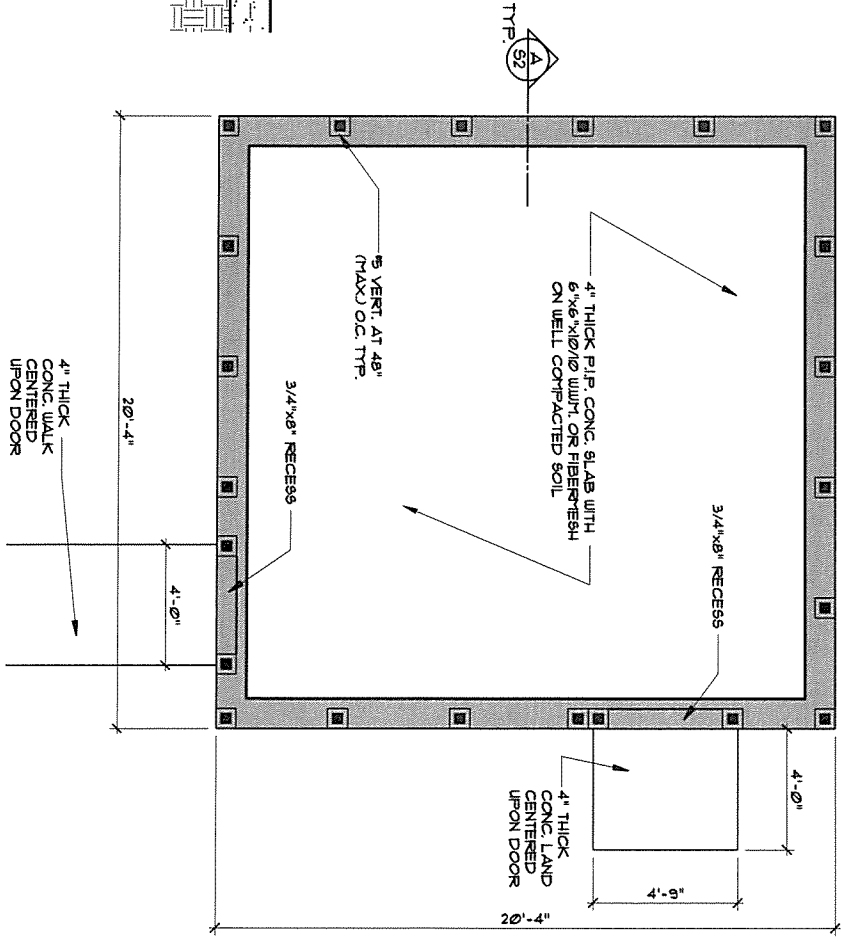 A
S2
TYP.
4" THICK P.I.P. CONC. SLAB WITH
6"x6"x10/10 W.W.M. OR FIBERMESH
ON WELL COMPACTED SOIL
#5 VERT. AT 48"
(MAX.) O.C. TYP.
3/4"x8" RECESS
3/4"x8" RECESS
4" THICK
CONC. WALK
CENTERED
UPON DOOR
20'-4"
4'-0"
4" THICK
CONC. LAND
CENTERED
UPON DOOR
4'-0"
4'-9"
20'-4"